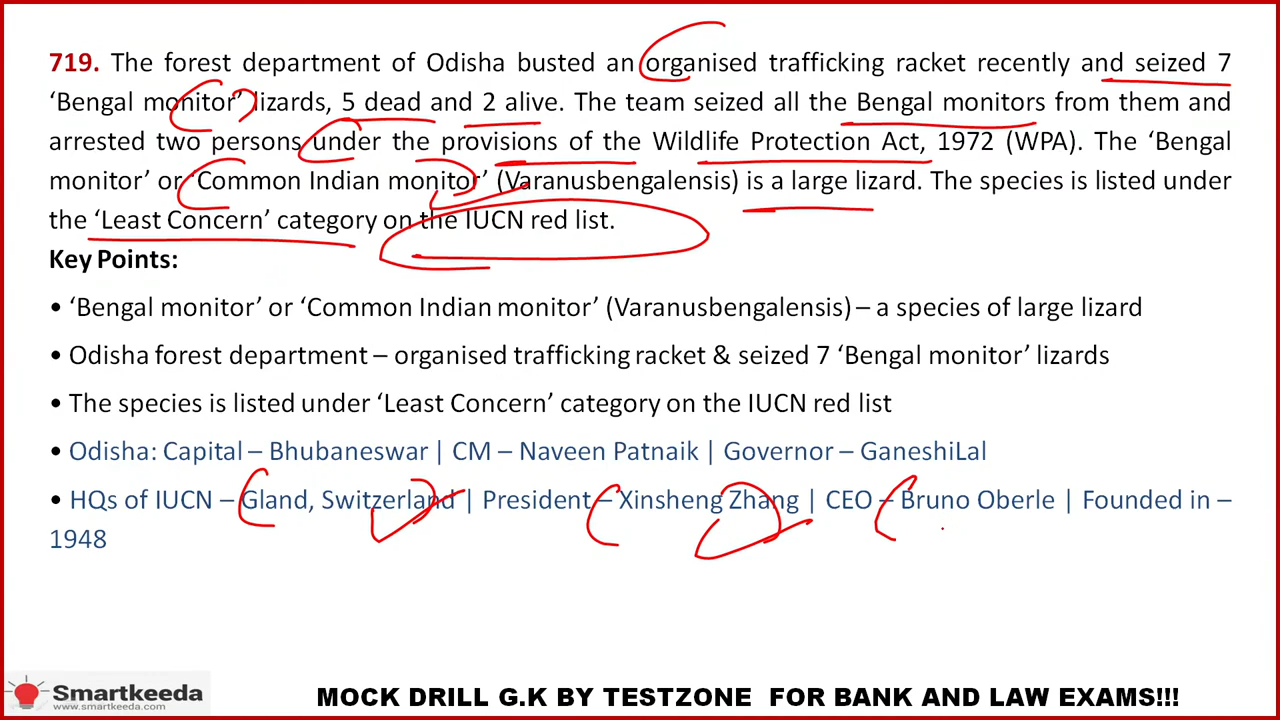 719. The forest department of Odisha busted an organised trafficking racket recently and seized 7
‘Bengal monitor’ lizards, 5 dead and 2 alive. The team seized all the Bengal monitors from them and
arrested two persons under the provisions of the Wildlife Protection Act, 1972 (WPA). The ‘Bengal
monitor’ or ‘Common Indian monitor’ (Varanusbengalensis) is a large lizard. The species is listed under
the ‘Least Concern’ category on the IUCN red list.
Key Points:
• ‘Bengal monitor’ or ‘Common Indian monitor’ (Varanusbengalensis) – a species of large lizard
• Odisha forest department – organised trafficking racket & seized 7 ‘Bengal monitor’ lizards
• The species is listed under ‘Least Concern’ category on the IUCN red list
• Odisha: Capital – Bhubaneswar | CM – Naveen Patnaik | Governor – GaneshiLal
• HQs of IUCN – Gland, Switzerland | President – Xinsheng Zhang | CEO – Bruno Oberle | Founded in –
1948
Smartkeeda
www.smartkeeda.com
MOCK DRILL G.K BY TESTZONE FOR BANK AND LAW EXAMS!!!